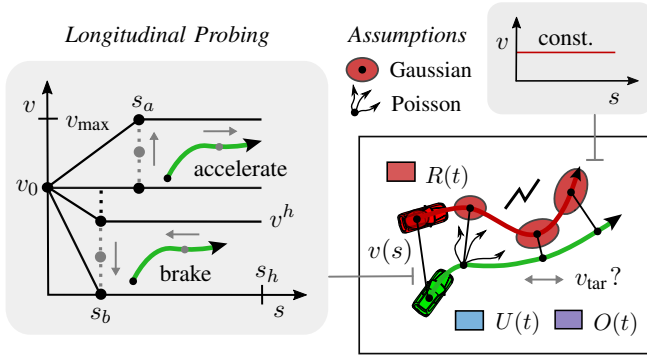 Longitudinal Probing
v
v_max
s_a
accelerate
v_0
v^h
brake
s_h
s_b
s
Assumptions
Gaussian
Poisson
v
const.
s
R(t)
v(s)
v_tar ?
U(t)
O(t)